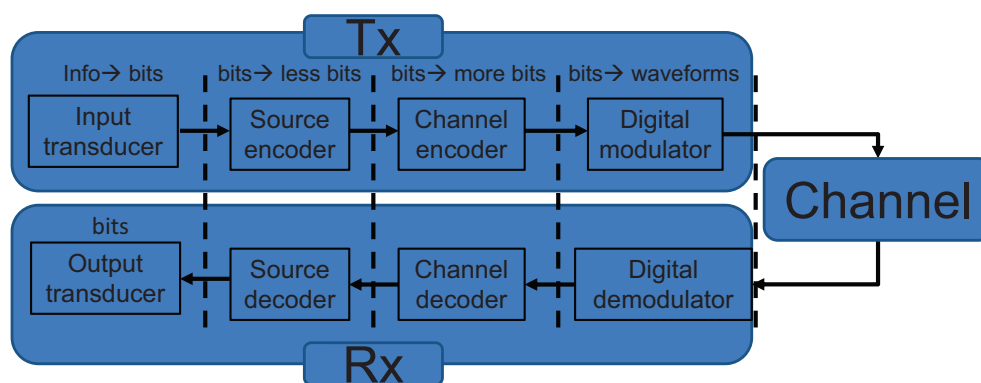 Tx
Info→ bits
bits→ less bits
bits→ more bits
bits→ waveforms
Input
transducer
Source
encoder
Channel
encoder
Digital
modulator
Channel
bits
Output
transducer
Source
decoder
Channel
decoder
Digital
demodulator
Rx